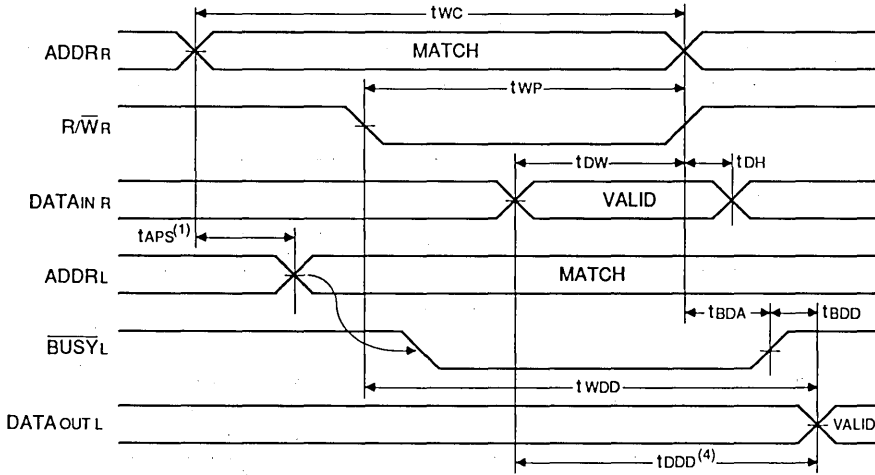 tWC
ADDRR MATCH
tWP
R/W̅R
tDW tDH
DATAIN R VALID
tAPS(1)
ADDRL MATCH
tBDA tBDD
B̅U̅S̅Y̅L
tWDD
DATAOUT L VALID
tDDD(4)